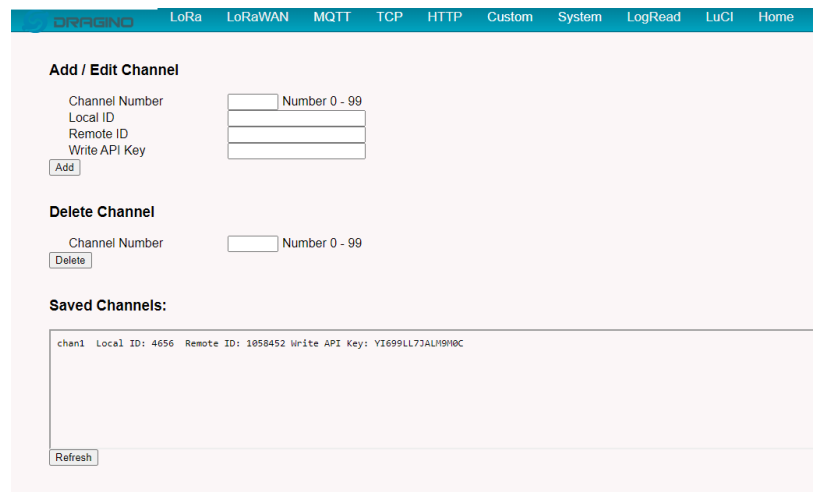 DRAGINO LoRa LoRaWAN MQTT TCP HTTP Custom System LogRead LuCI Home
Add / Edit Channel
Channel Number Number 0 - 99
Local ID
Remote ID
Write API Key
Add
Delete Channel
Channel Number Number 0 - 99
Delete
Saved Channels:
chan1 Local ID: 4656 Remote ID: 1058452 Write API Key: YI699LL7JALM9M0C
Refresh